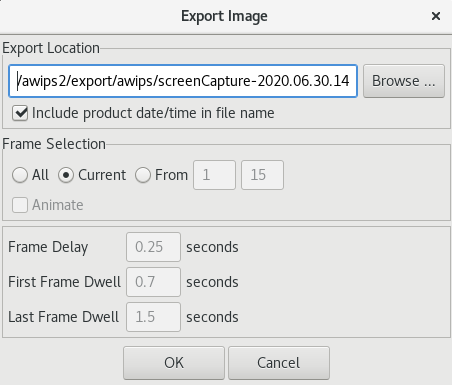 Export Image
Export Location
/awips2/export/awips/screenCapture-2020.06.30.14
Browse ...
Include product date/time in file name
Frame Selection
All Current From 1 15
Animate
Frame Delay 0.25 seconds
First Frame Dwell 0.7 seconds
Last Frame Dwell 1.5 seconds
OK Cancel